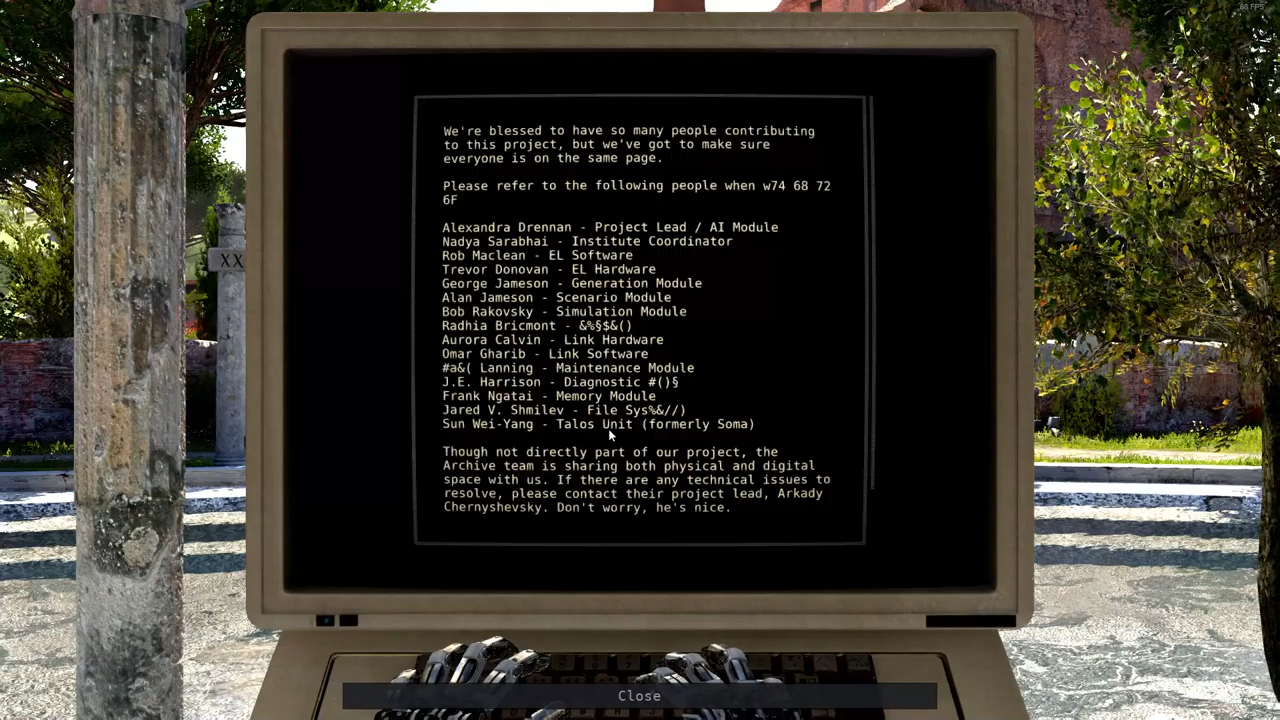 68 FPS
We're blessed to have so many people contributing
to this project, but we've got to make sure
everyone is on the same page.
Please refer to the following people when w74 68 72
6F
Alexandra Drennan - Project Lead / AI Module
Nadya Sarabhai - Institute Coordinator
Rob Maclean - EL Software
Trevor Donovan - EL Hardware
George Jameson - Generation Module
Alan Jameson - Scenario Module
Bob Rakovsky - Simulation Module
Radhia Bricmont - &%§$&()
Aurora Calvin - Link Hardware
Omar Gharib - Link Software
#a&( Lanning - Maintenance Module
J.E. Harrison - Diagnostic #()§
Frank Ngatai - Memory Module
Jared V. Shmilev - File Sys%&//)
Sun Wei-Yang - Talos Unit (formerly Soma)
Though not directly part of our project, the
Archive team is sharing both physical and digital
space with us. If there are any technical issues to
resolve, please contact their project lead, Arkady
Chernyshevsky. Don't worry, he's nice.
XX
Close